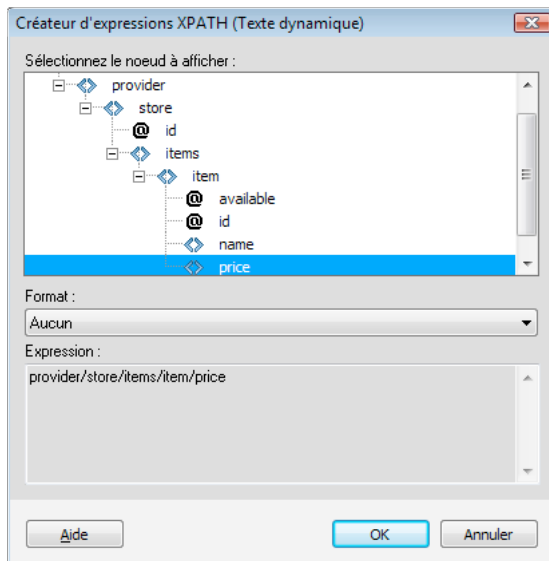 Créateur d'expressions XPATH (Texte dynamique)
Sélectionnez le noeud à afficher :
provider
store
@ id
items
item
@ available
@ id
name
price
Format :
Aucun
Expression :
provider/store/items/item/price
Aide OK Annuler